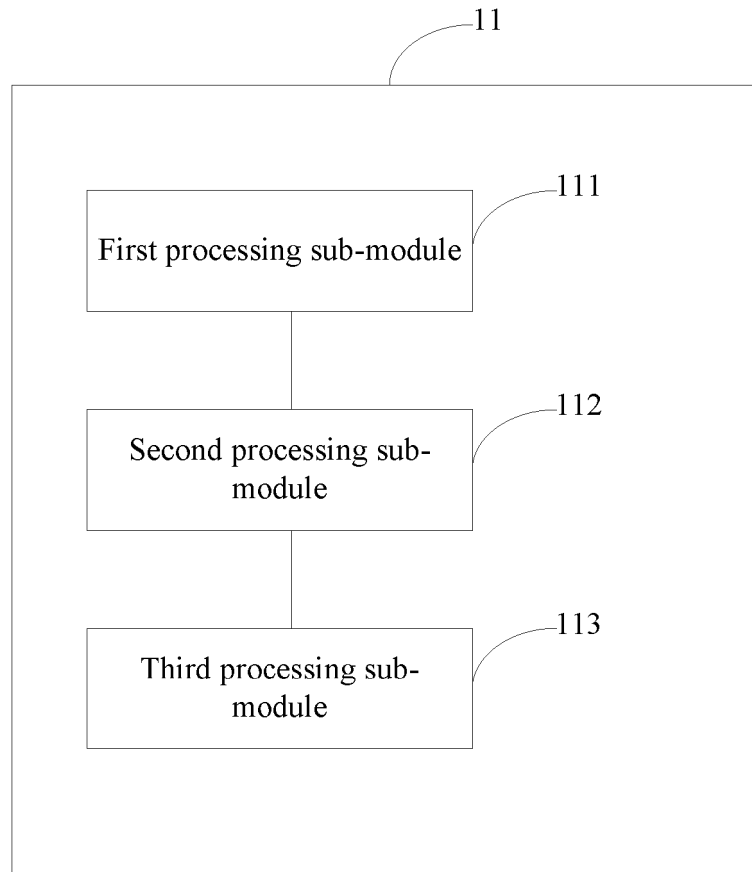 11
111
First processing sub-module
112
Second processing sub-
module
113
Third processing sub-
module